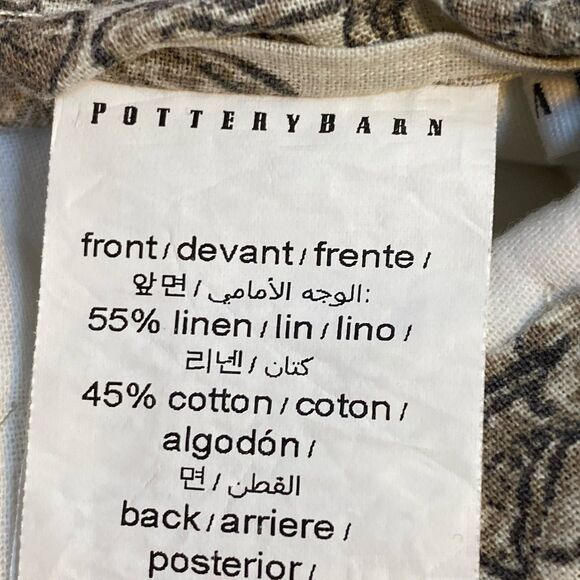 POTTERYBARN
front/devant/frente/
앞면/الوجه الأمامي:
55% linen/lin/lino/
리넨/كتان
45% cotton/coton/
algodón/
면/القطن
back/arriere/
posterior/